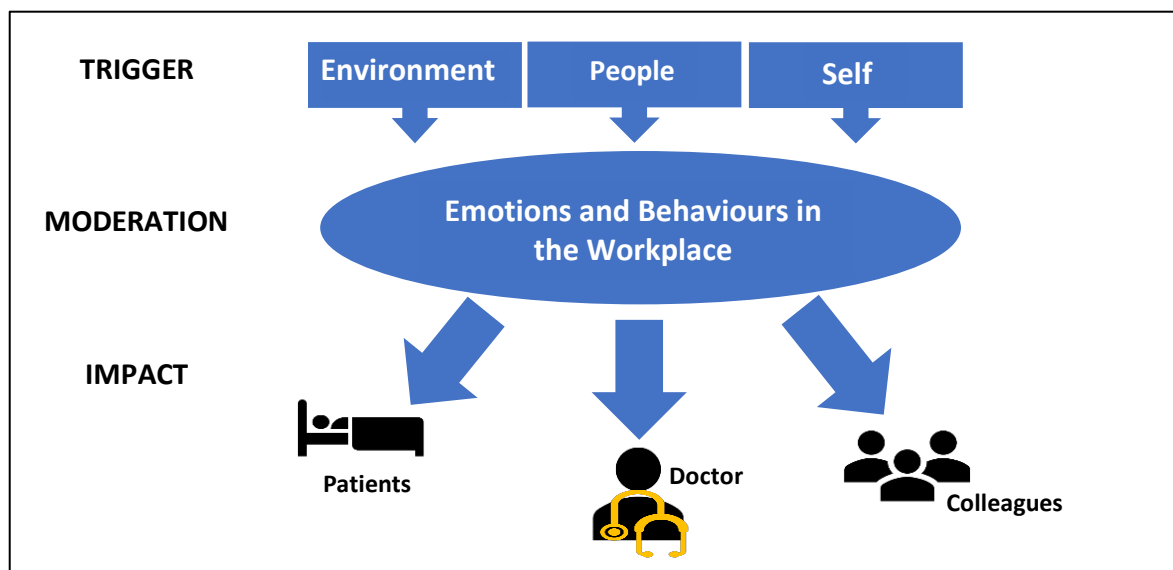 TRIGGER
Environment
People
Self
MODERATION
Emotions and Behaviours in
the Workplace
IMPACT
Patients
Doctor
Colleagues